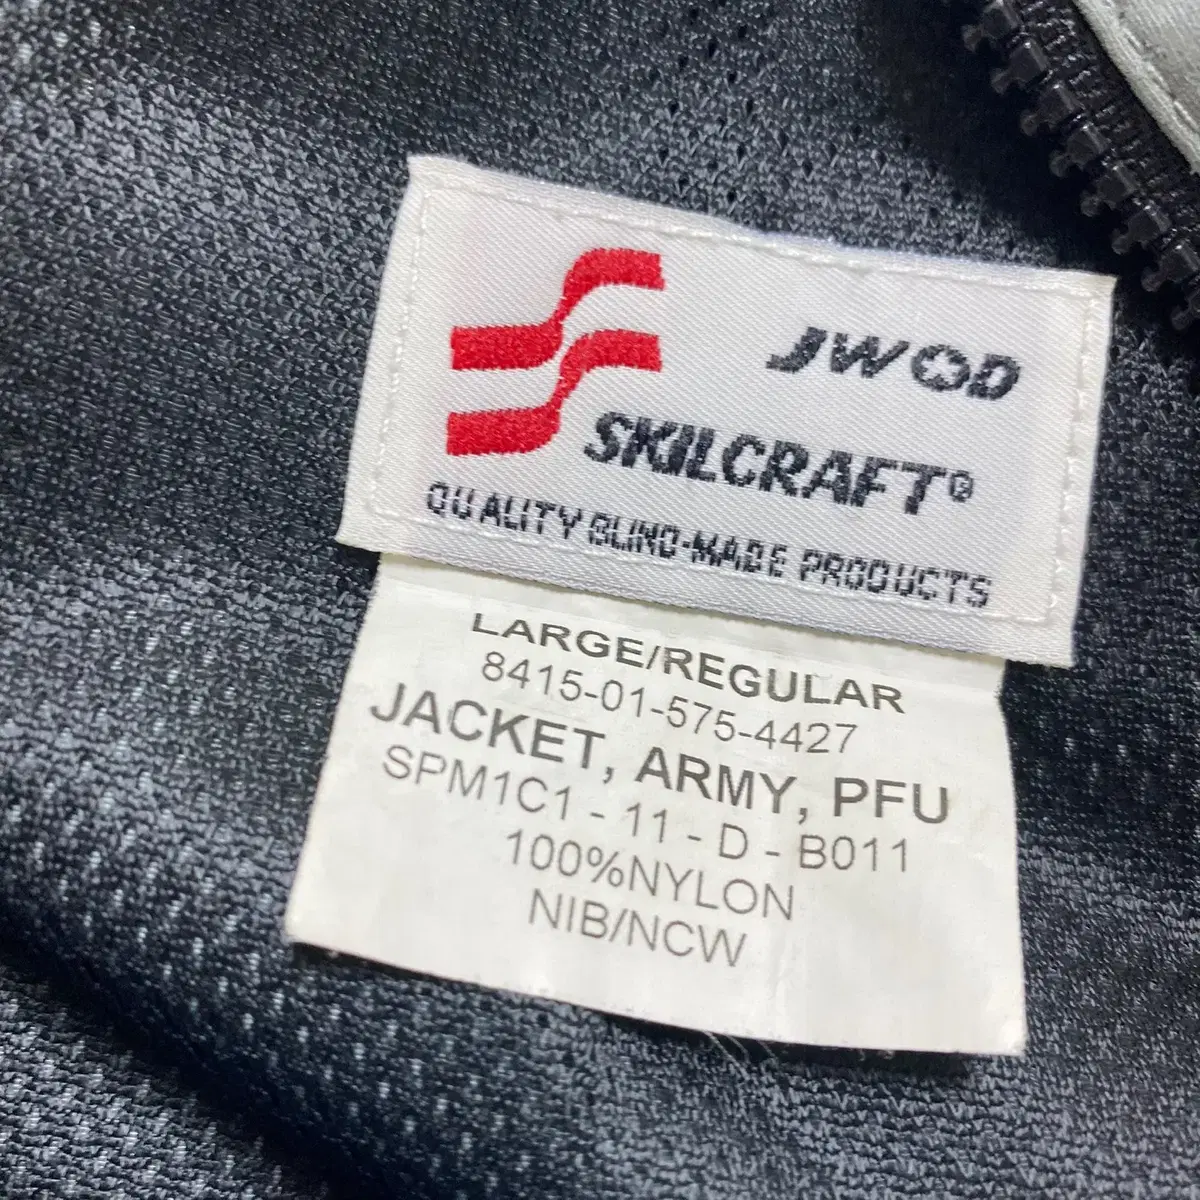 JWOD
SKILCRAFT®
QUALITY BLIND-MADE PRODUCTS
LARGE/REGULAR
8415-01-575-4427
JACKET, ARMY, PFU
SPM1C1 - 11 - D - B011
100%NYLON
NIB/NCW